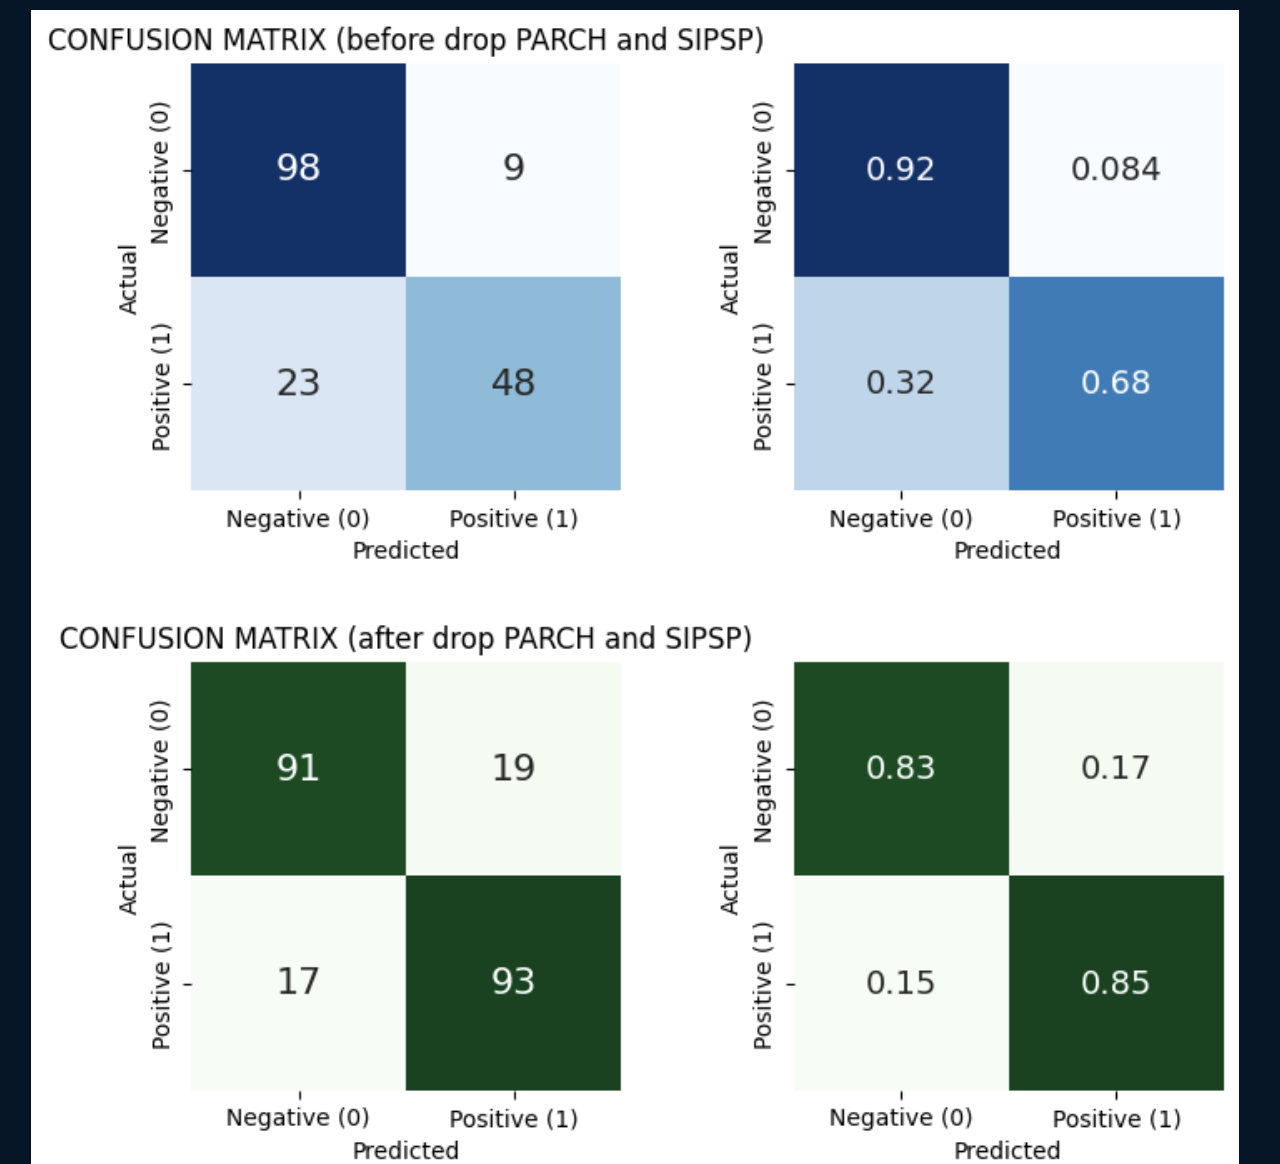 CONFUSION MATRIX (before drop PARCH and SIPSP)
Actual
Negative (0)
98
9
Positive (1)
23
48
Negative (0)
Positive (1)
Predicted
Actual
Negative (0)
0.92
0.084
Positive (1)
0.32
0.68
Negative (0)
Positive (1)
Predicted
CONFUSION MATRIX (after drop PARCH and SIPSP)
Actual
Negative (0)
91
19
Positive (1)
17
93
Negative (0)
Positive (1)
Predicted
Actual
Negative (0)
0.83
0.17
Positive (1)
0.15
0.85
Negative (0)
Positive (1)
Predicted